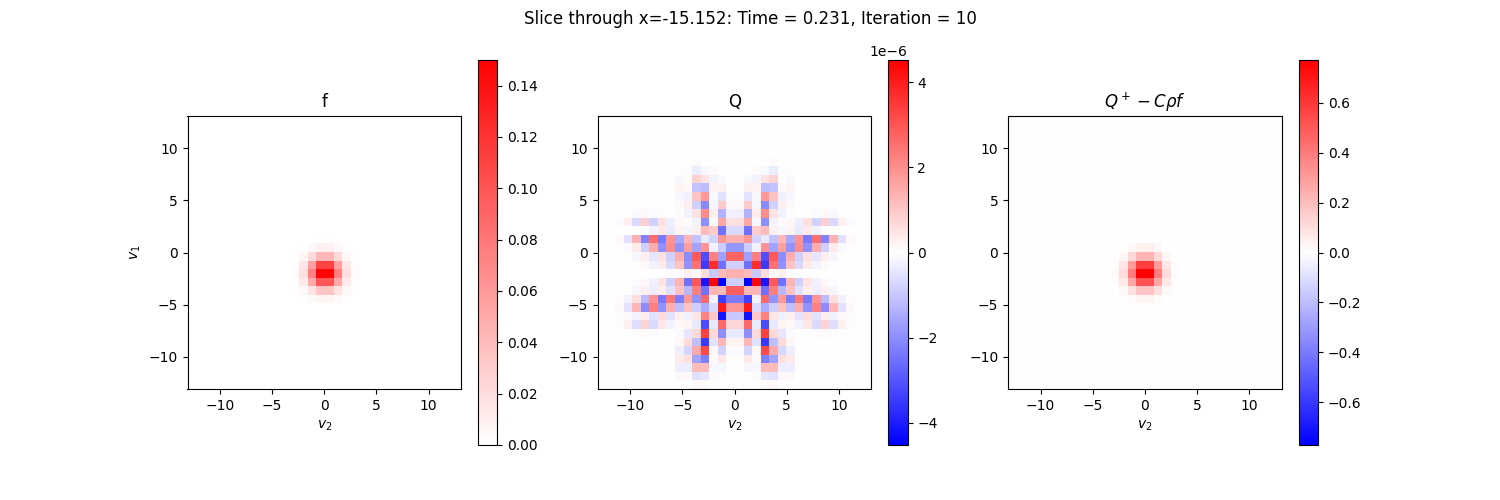 Slice through x=-15.152: Time = 0.231, Iteration = 10
f
v₁
10
5
0
−5
−10
−10 −5 0 5 10
v₂
0.14
0.12
0.10
0.08
0.06
0.04
0.02
0.00
Q
10
5
0
−5
−10
−10 −5 0 5 10
v₂
1e−6
4
2
0
−2
−4
Q⁺ − Cρf
10
5
0
−5
−10
−10 −5 0 5 10
v₂
0.6
0.4
0.2
0.0
−0.2
−0.4
−0.6